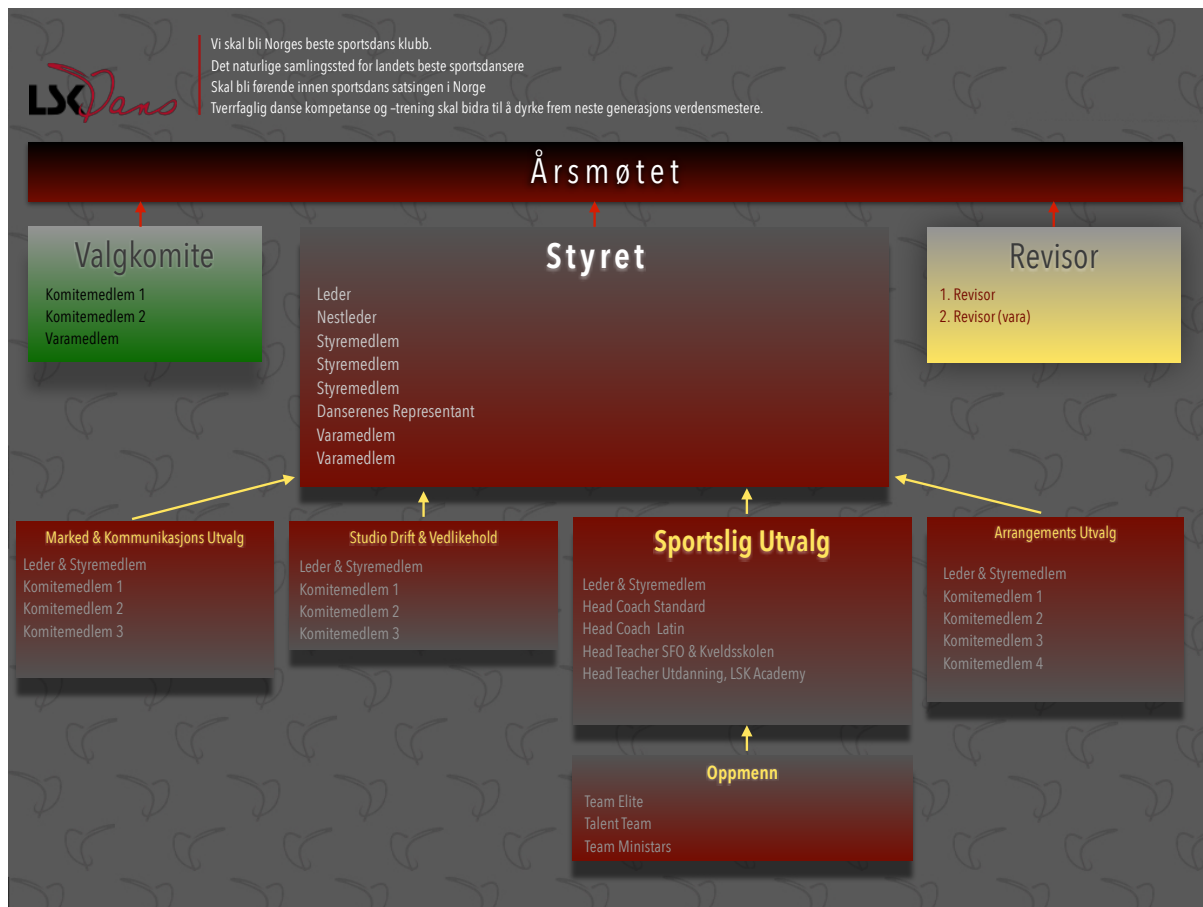 Vi skal bli Norges beste sportsdans klubb.
Det naturlige samlingssted for landets beste sportsdansere
Skal bli førende innen sportsdans satsingen i Norge
Tverrfaglig danse kompetanse og –trening skal bidra til å dyrke frem neste generasjons verdensmestere.
LSK Dans
Årsmøtet
Valgkomite
Komitemedlem 1
Komitemedlem 2
Varamedlem
Styret
Leder
Nestleder
Styremedlem
Styremedlem
Styremedlem
Danserenes Representant
Varamedlem
Varamedlem
Revisor
1. Revisor
2. Revisor (vara)
Marked & Kommunikasjons Utvalg
Leder & Styremedlem
Komitemedlem 1
Komitemedlem 2
Komitemedlem 3
Studio Drift & Vedlikehold
Leder & Styremedlem
Komitemedlem 1
Komitemedlem 2
Komitemedlem 3
Sportslig Utvalg
Leder & Styremedlem
Head Coach Standard
Head Coach Latin
Head Teacher SFO & Kveldsskolen
Head Teacher Utdanning, LSK Academy
Arrangements Utvalg
Leder & Styremedlem
Komitemedlem 1
Komitemedlem 2
Komitemedlem 3
Komitemedlem 4
Oppmenn
Team Elite
Talent Team
Team Ministars